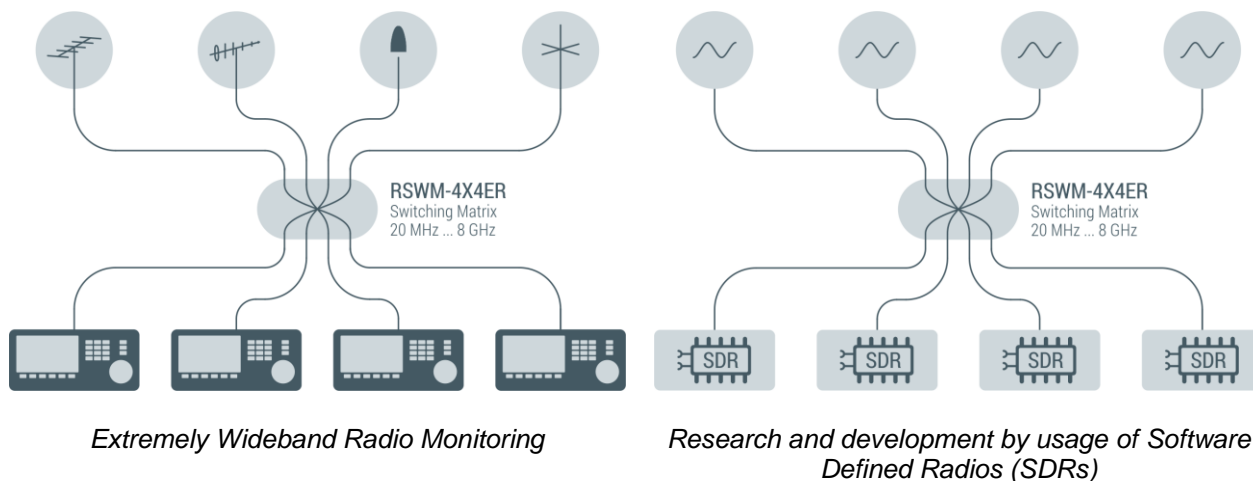 RSWM-4X4ER
Switching Matrix
20 MHz ... 8 GHz
Extremely Wideband Radio Monitoring
RSWM-4X4ER
Switching Matrix
20 MHz ... 8 GHz
SDR
SDR
SDR
SDR
Research and development by usage of Software
Defined Radios (SDRs)